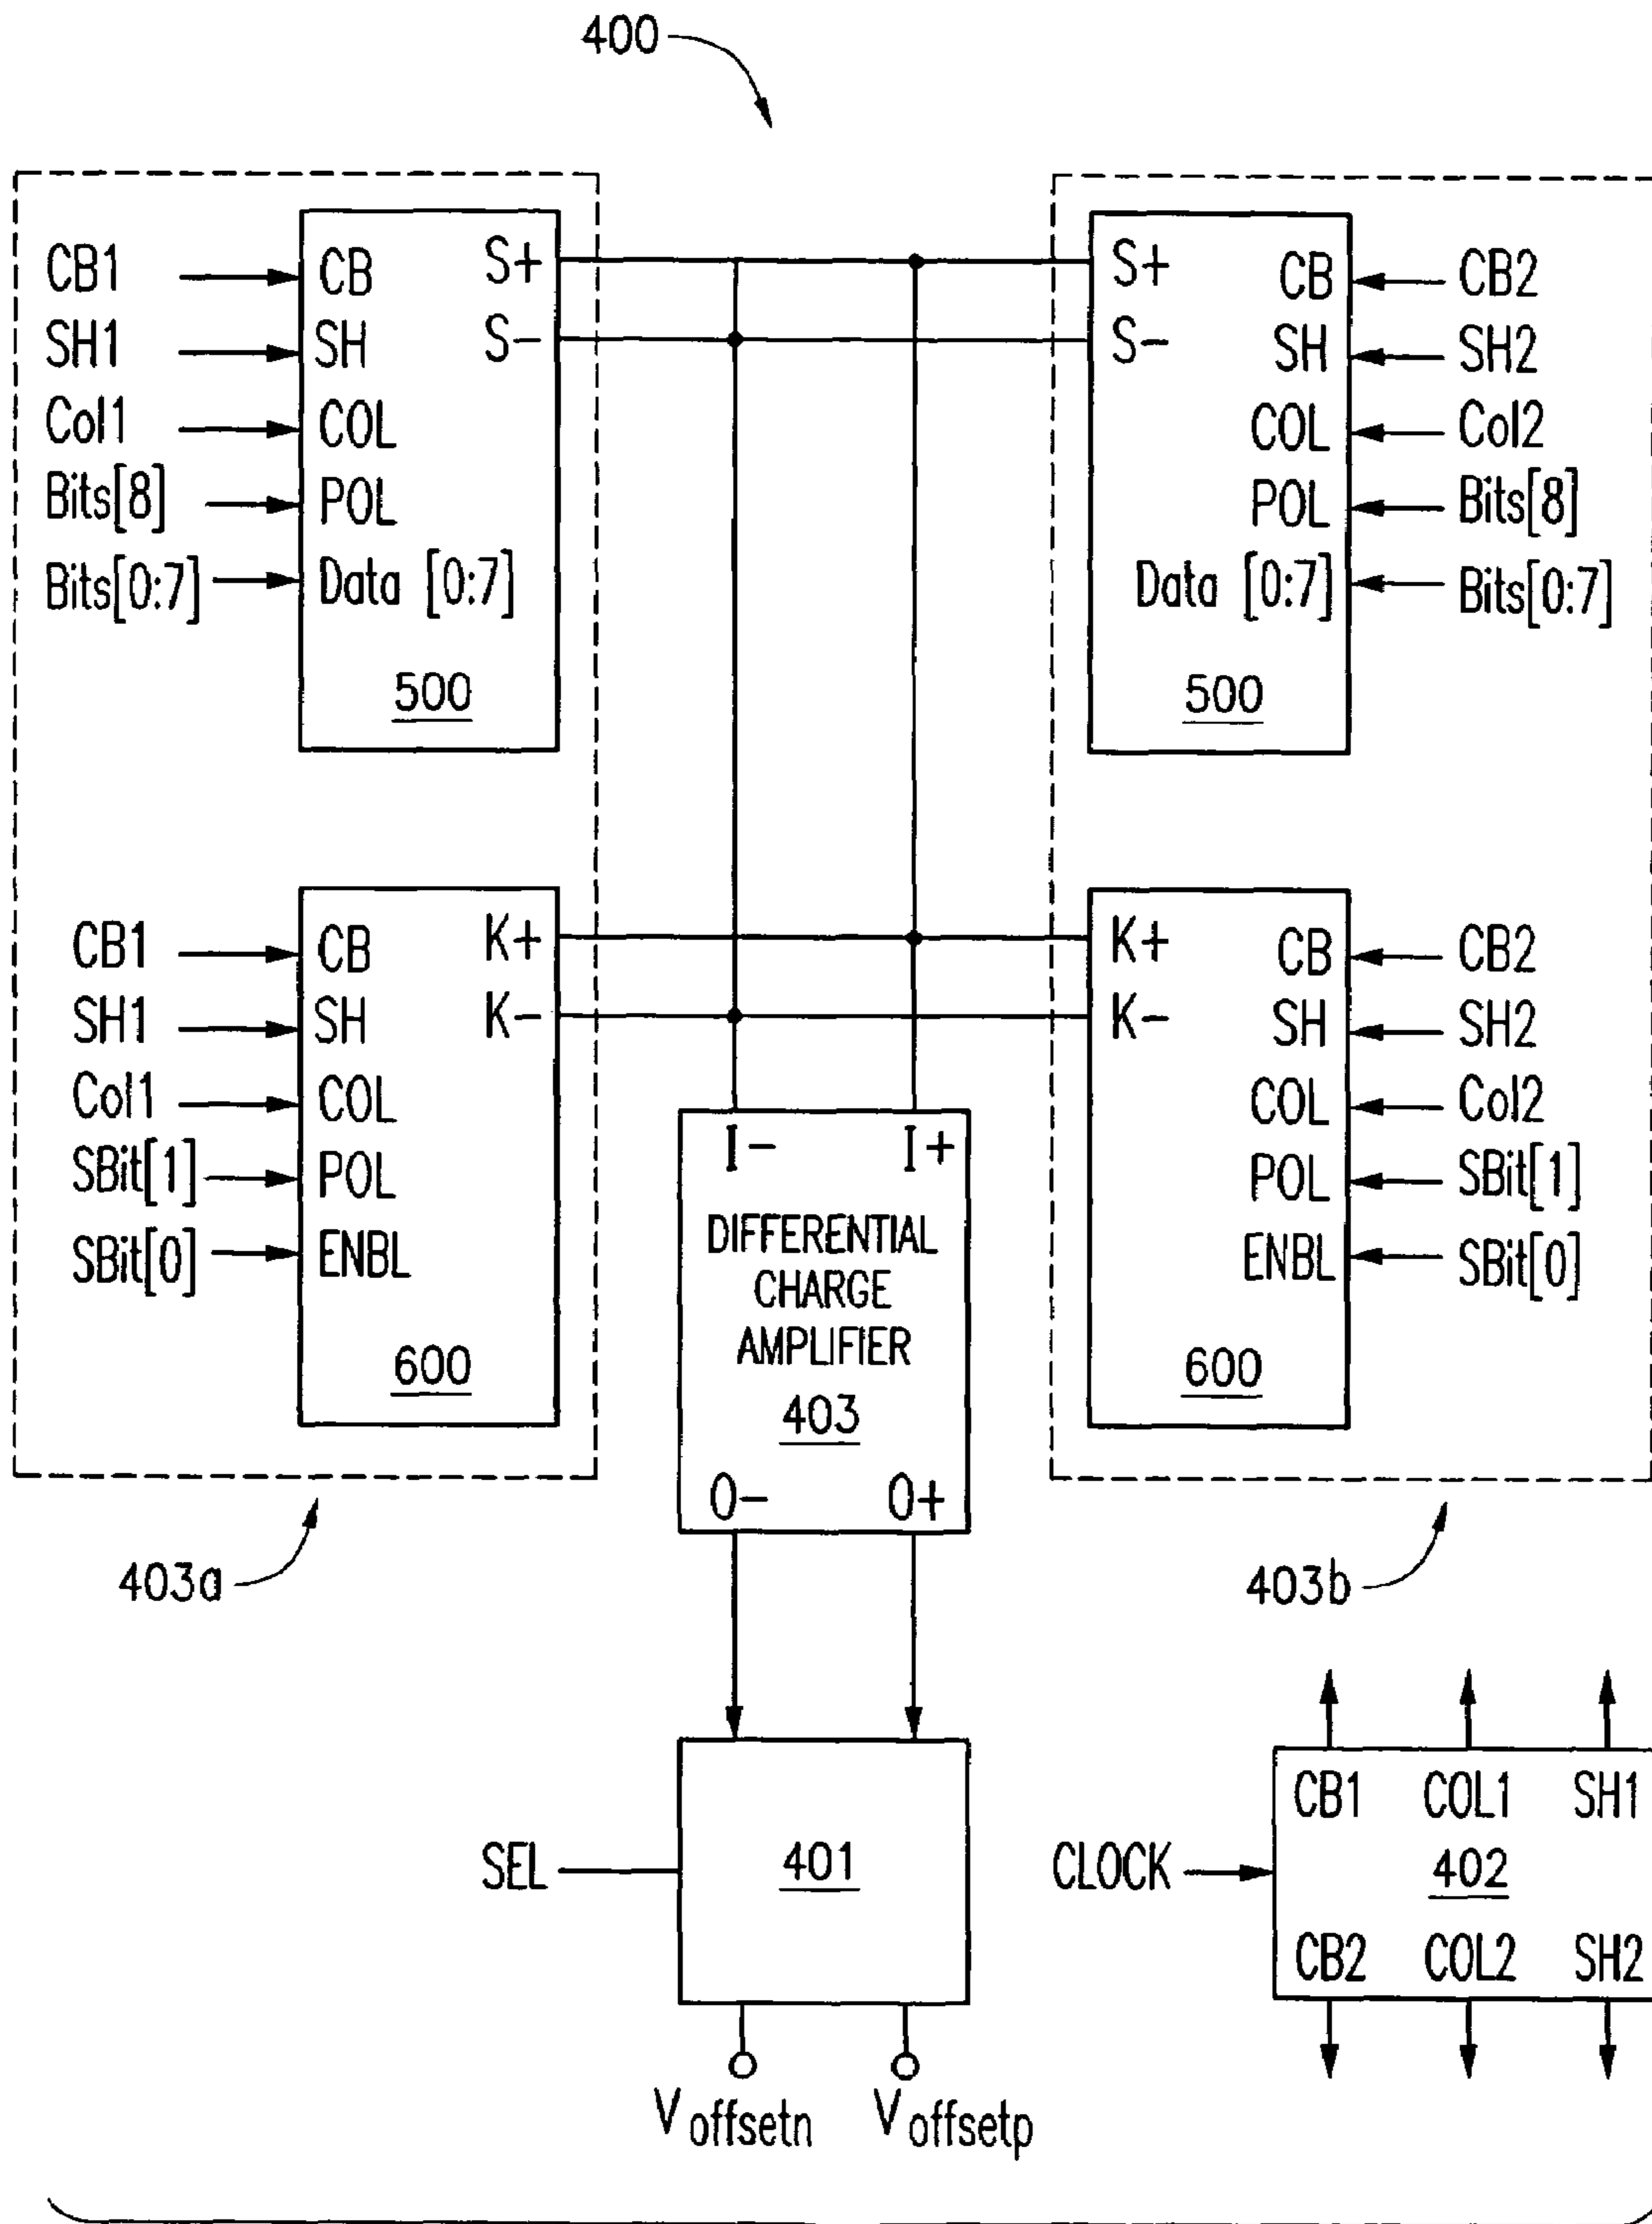 400
CB1 CB S+ S+ CB CB2
SH1 SH S- S- SH SH2
Col1 COL COL Col2
Bits[8] POL POL Bits[8]
Bits[0:7] Data [0:7] Data [0:7] Bits[0:7]
500 500
CB1 CB K+ K+ CB CB2
SH1 SH K- K- SH SH2
Col1 COL COL Col2
I- I+
SBit[1] POL POL SBit[1]
SBit[0] ENBL ENBL SBit[0]
DIFFERENTIAL
CHARGE
AMPLIFIER
403
600 600
O- O+
403a 403b
CB1 COL1 SH1
SEL 401 CLOCK 402
CB2 COL2 SH2
Voffsetn Voffsetp